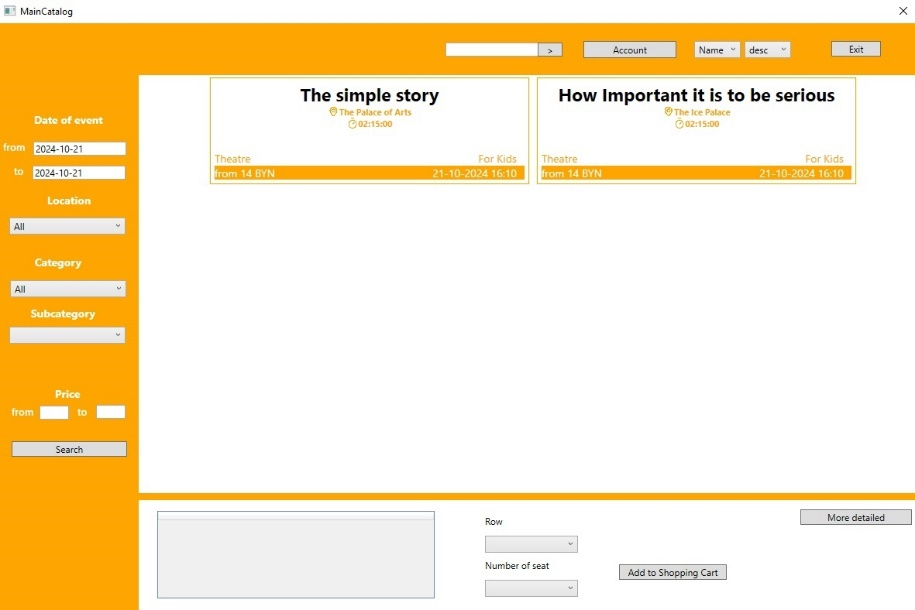 MainCatalog
> Account Name desc Exit
Date of event
from 2024-10-21
to 2024-10-21
Location
All
Category
All
Subcategory
Price
from to
Search
The simple story
The Palace of Arts
02:15:00
Theatre For Kids
from 14 BYN 21-10-2024 16:10
How Important it is to be serious
The Ice Palace
02:15:00
Theatre For Kids
from 14 BYN 21-10-2024 16:10
Row
Number of seat
Add to Shopping Cart
More detailed